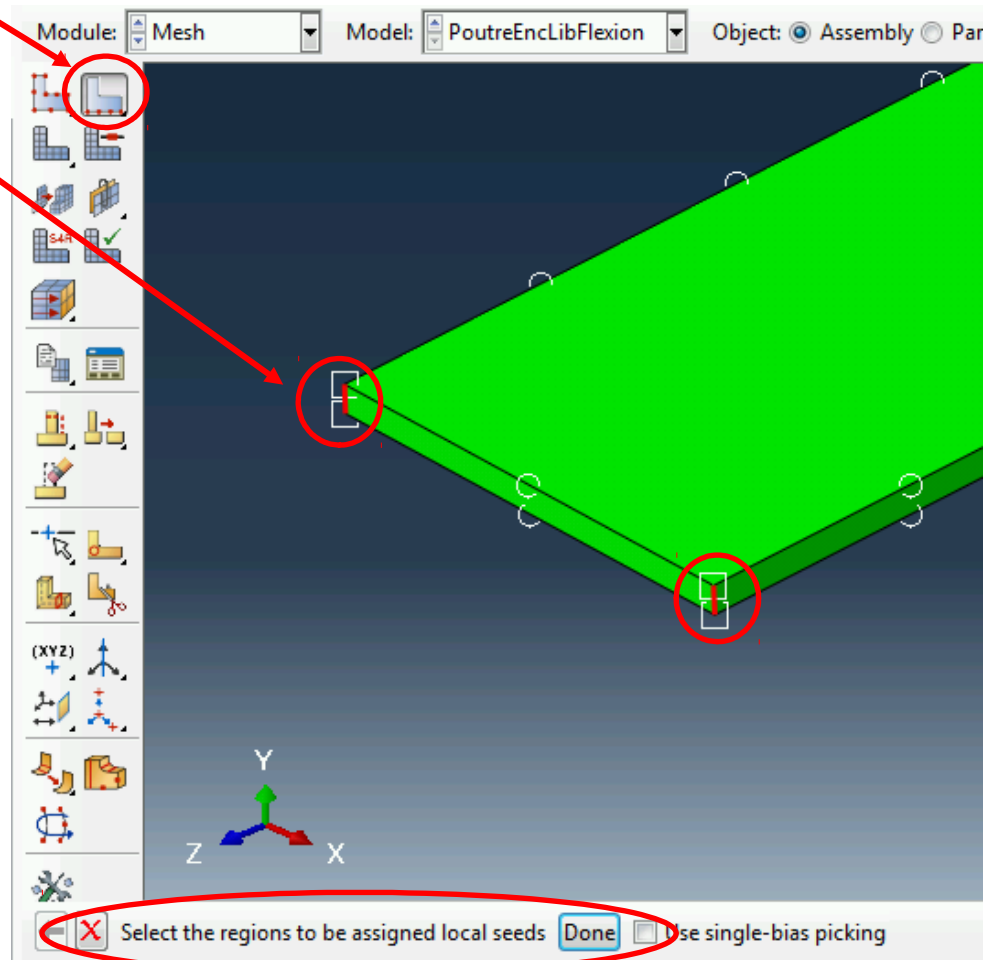 Module: Mesh Model: PoutreEncLibFlexion Object: Assembly Par
S4R
(XYZ)
Y
Z X
Select the regions to be assigned local seeds Done Use single-bias picking